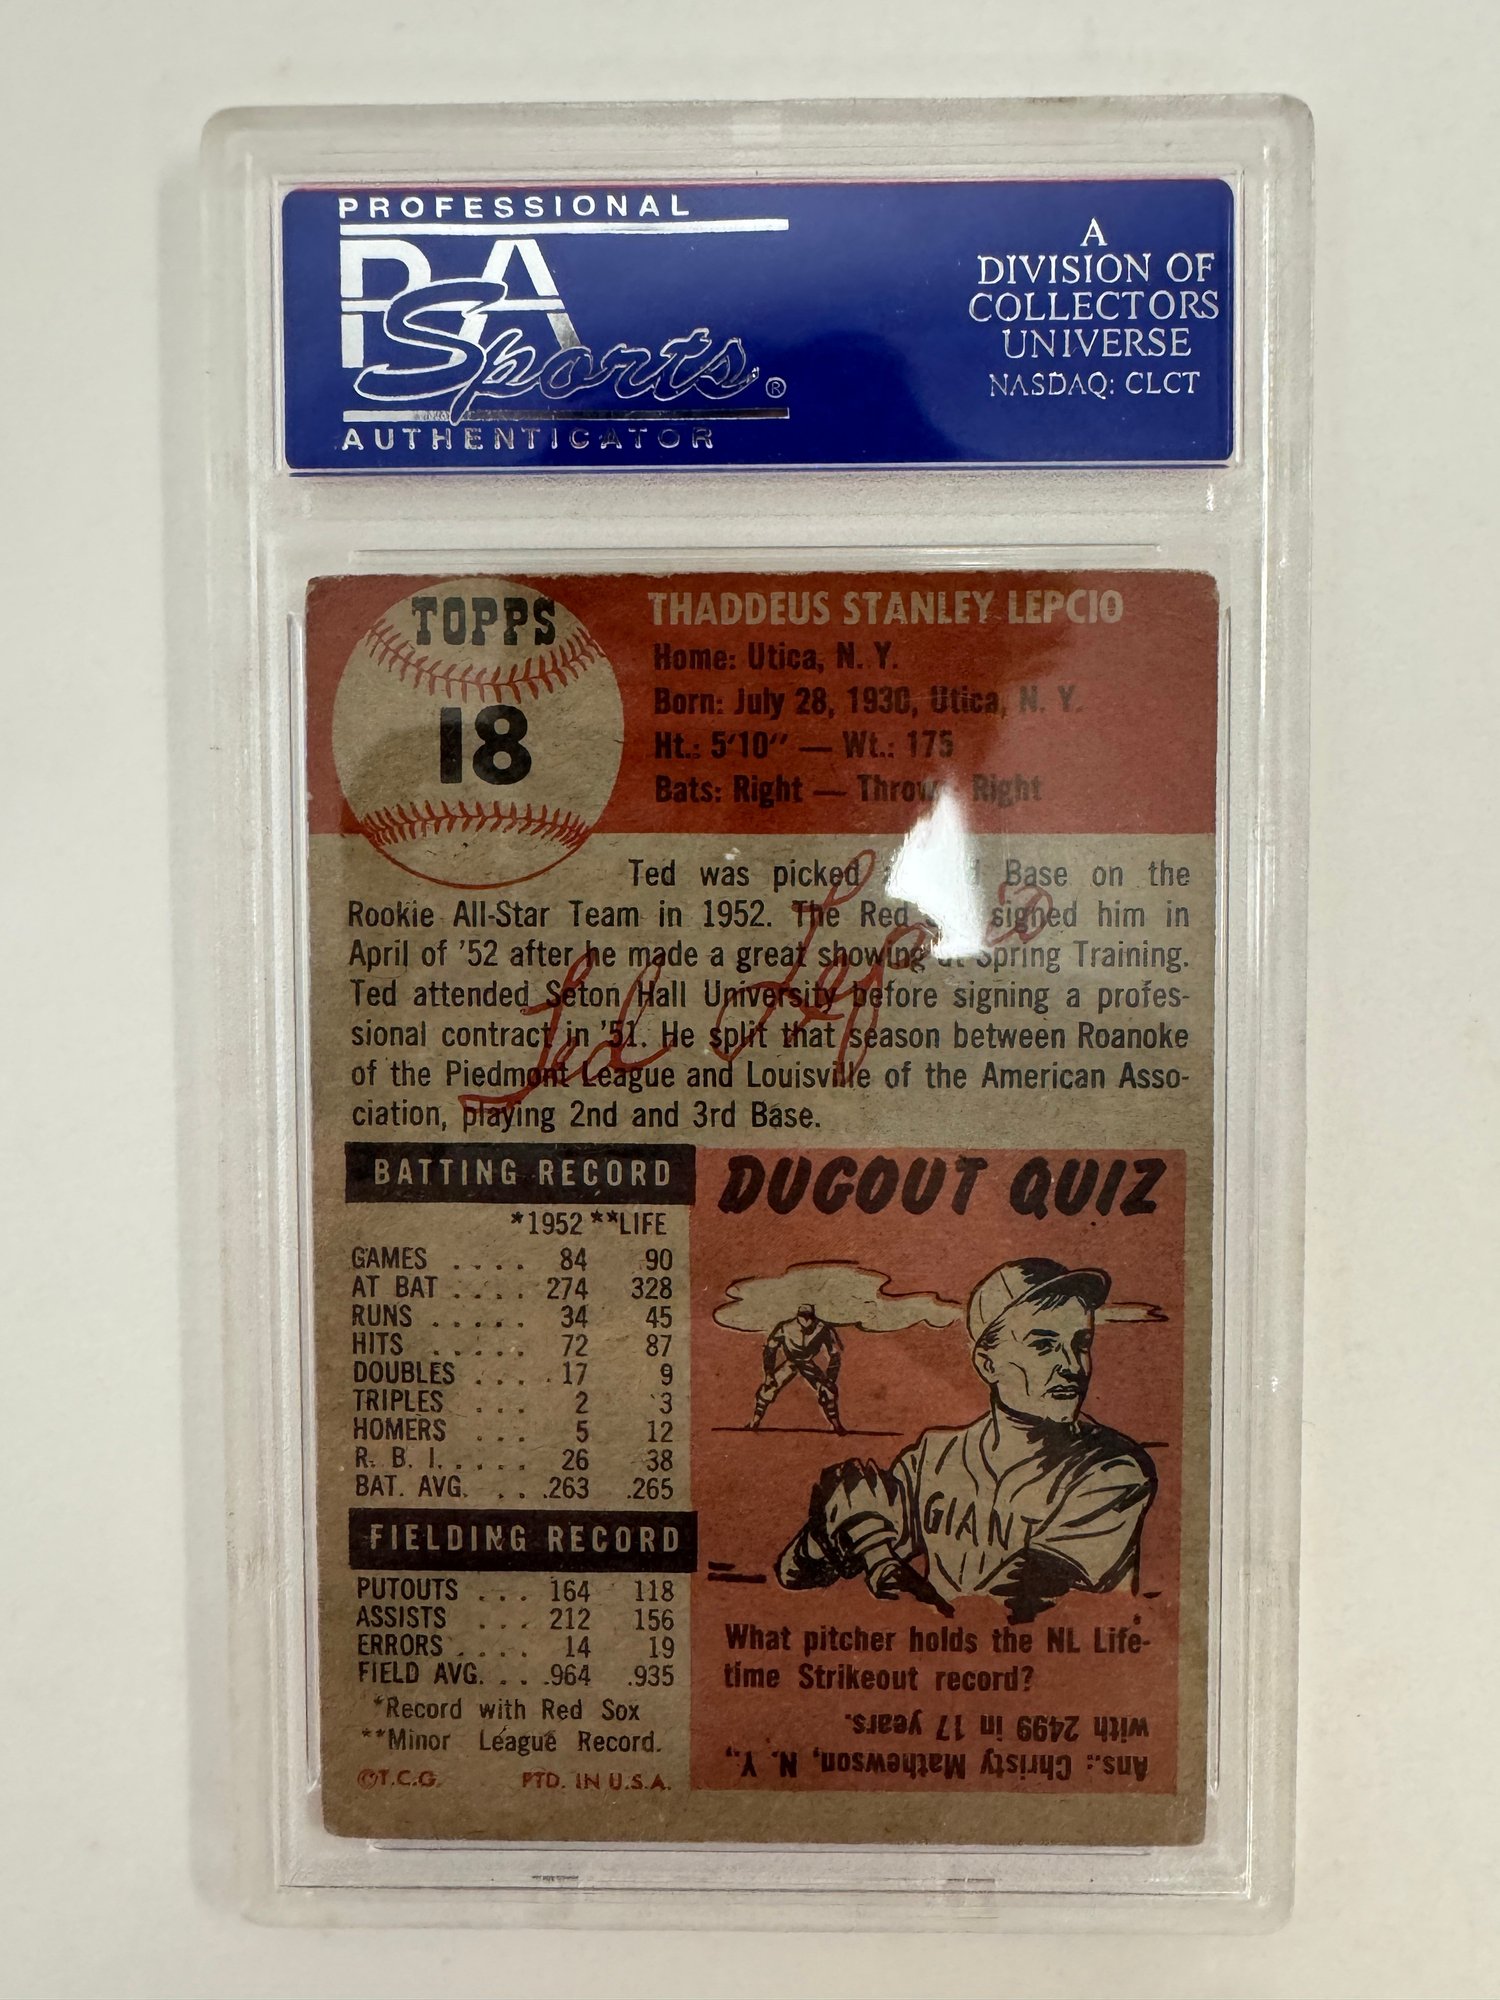 PROFESSIONAL
PSA
Sports®
AUTHENTICATOR
A
DIVISION OF
COLLECTORS
UNIVERSE
NASDAQ: CLCT
TOPPS
18
THADDEUS STANLEY LEPCIO
Home: Utica, N. Y.
Born: July 28, 1930, Utica, N. Y.
Ht.: 5'10" — Wt.: 175
Bats: Right — Throws Right
Ted was picked Base on the
Rookie All-Star Team in 1952. The Red signed him in
April of '52 after he made a great showing at Spring Training.
Ted attended Seton Hall University before signing a profes-
sional contract in '51. He split that season between Roanoke
of the Piedmont League and Louisville of the American Asso-
ciation, playing 2nd and 3rd Base.
Ted Lepcio
BATTING RECORD
*1952 **LIFE
GAMES .... 84 90
AT BAT .... 274 328
RUNS ..... 34 45
HITS ..... 72 87
DOUBLES .... 17 9
TRIPLES ... 2 3
HOMERS ... 5 12
R. B. I. .... 26 38
BAT. AVG. ... .263 .265
FIELDING RECORD
PUTOUTS ... 164 118
ASSISTS ... 212 156
ERRORS .... 14 19
FIELD AVG. .. .964 .935
*Record with Red Sox
**Minor League Record.
©T.C.G. PTD. IN U.S.A.
DUGOUT QUIZ
GIANT
What pitcher holds the NL Life-
time Strikeout record?
Ans.: Christy Mathewson, N. Y.,
with 2499 in 17 years.